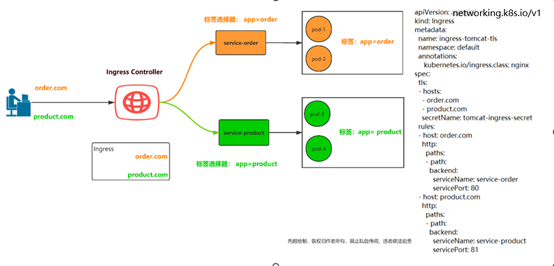 标签选择器: app=order
service-order
pod-1
pod-2
标签: app=order
order.com
product.com
Ingress Controller
service-product
标签选择器: app=product
pod-3
pod-4
标签: app= product
Ingress
order.com
product.com
networking.k8s.io/v1
apiVersion:
kind: Ingress
metadata:
name: ingress-tomcat-tls
namespace: default
annotations:
kubernetes.io/ingress.class: nginx
spec:
tls:
- hosts:
- order.com
- product.com
secretName: tomcat-ingress-secret
rules:
- host: order.com
http:
paths:
- path:
backend:
serviceName: service-order
servicePort: 80
- host: product.com
http:
paths:
- path:
backend:
serviceName: service-product
servicePort: 81